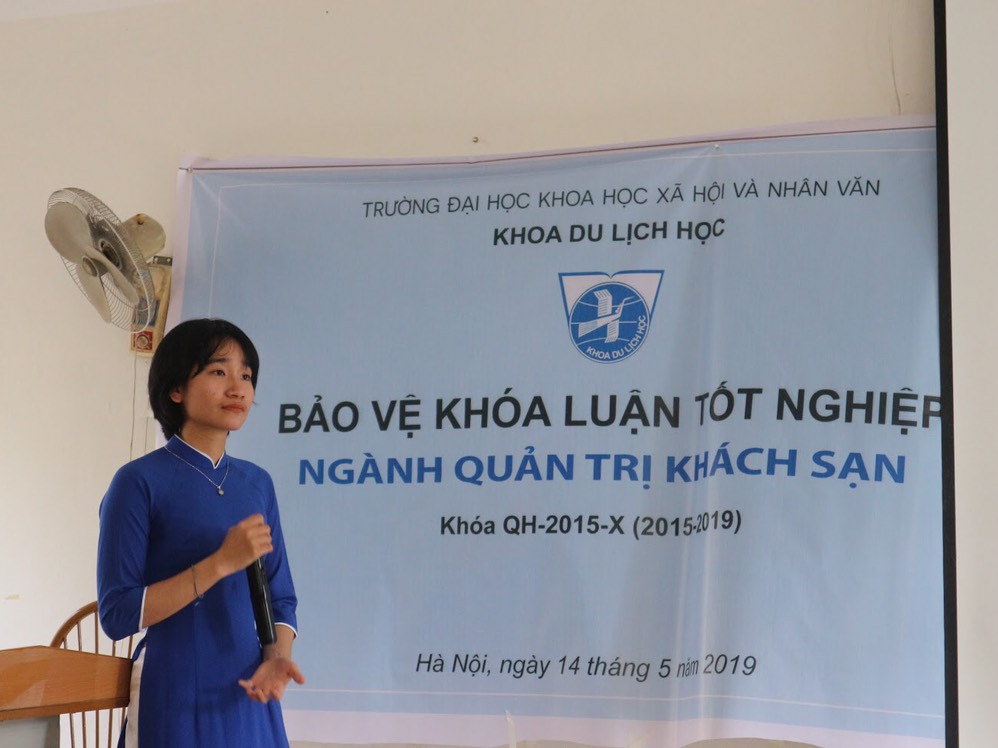 TRƯỜNG ĐẠI HỌC KHOA HỌC XÃ HỘI VÀ NHÂN VĂN
KHOA DU LỊCH HỌC
KHOA DU LỊCH HỌC
BẢO VỆ KHÓA LUẬN TỐT NGHIỆP
NGÀNH QUẢN TRỊ KHÁCH SẠN
Khóa QH-2015-X (2015-2019)
Hà Nội, ngày 14 tháng 5 năm 2019